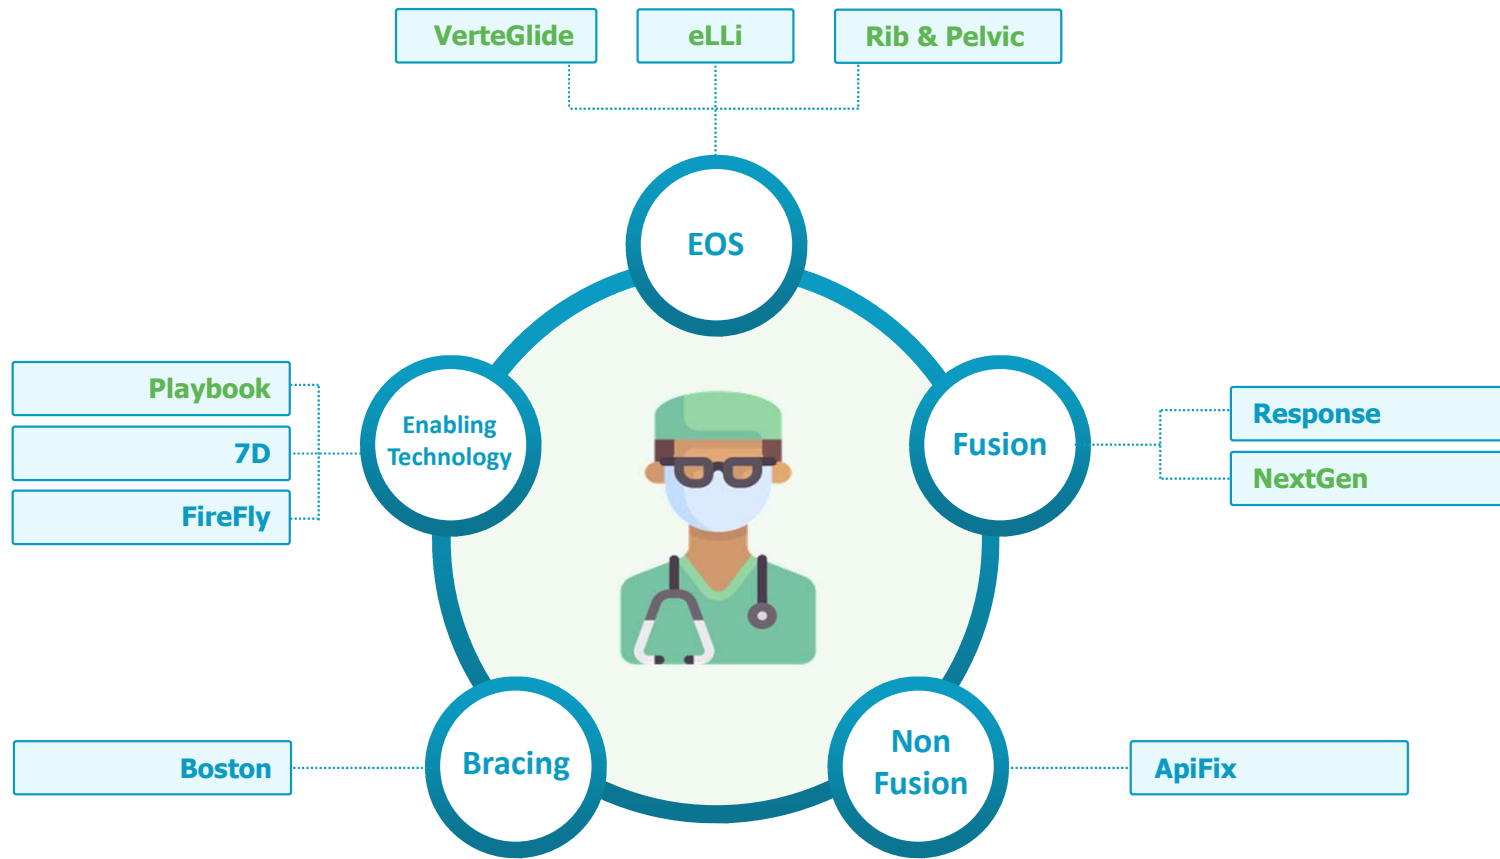 VerteGlide
eLLi
Rib & Pelvic
EOS
Playbook
7D
FireFly
Enabling
Technology
Fusion
Response
NextGen
Boston
Bracing
Non
Fusion
ApiFix